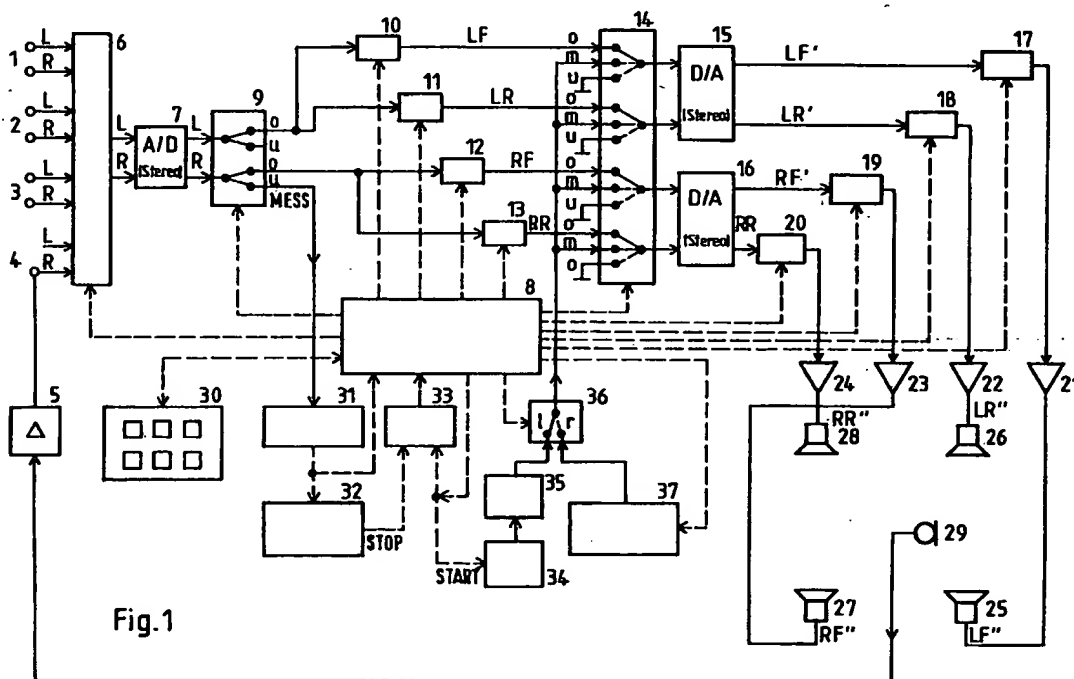 1 L R
2 L R
3 L R
4 L R
6
7 A/D (Stereo)
L R
L R
9
o u
o u
MESS
10 LF
11 LR
12 RF
13 RR
14
o m u
o m u
o m u
o m o
15 D/A (Stereo)
16 D/A (Stereo)
LF'
LR'
RF'
RR
17
18
19
20
8
5 Δ
30
31
32
STOP
33
START
34
35
36 l r
37
24
23
22
21
RR"
28
LR"
26
29
27
RF"
25
LF"
Fig.1